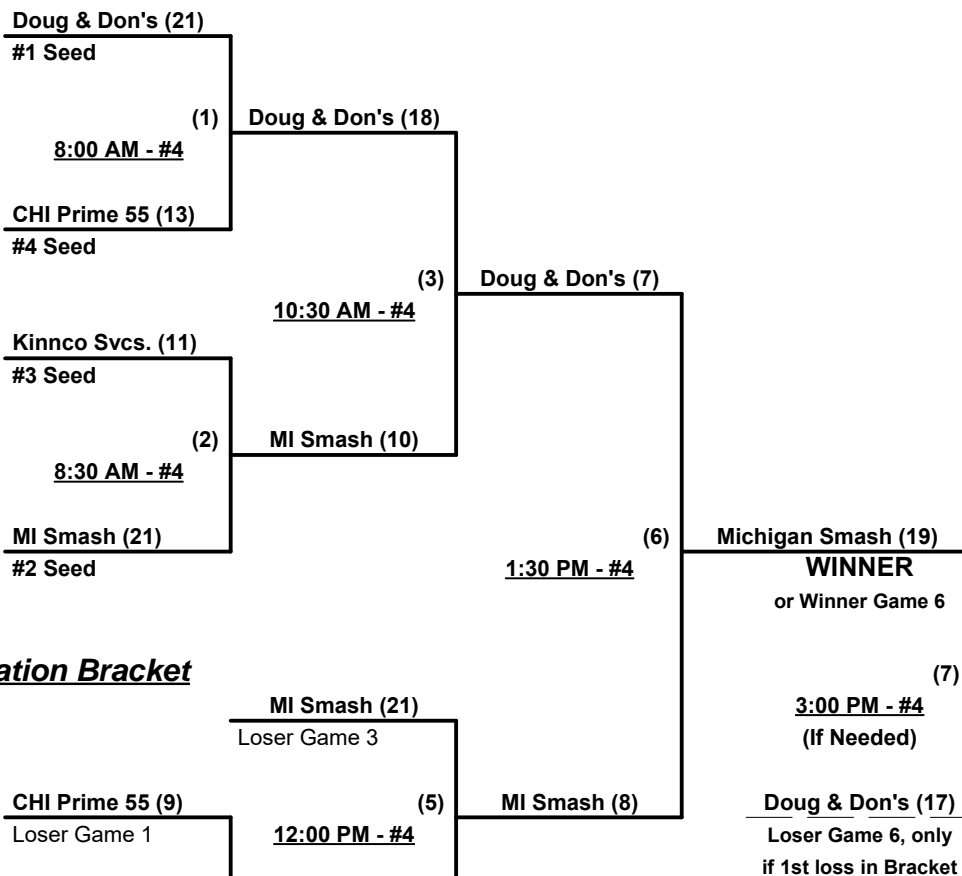 Doug & Don's (21)
#1 Seed
(1)
Doug & Don's (18)
8:00 AM - #4
CHI Prime 55 (13)
#4 Seed
(3)
Doug & Don's (7)
10:30 AM - #4
Kinnco Svcs. (11)
#3 Seed
(2)
MI Smash (10)
8:30 AM - #4
MI Smash (21)
#2 Seed
(6)
Michigan Smash (19)
1:30 PM - #4
WINNER
or Winner Game 6
ation Bracket
(7)
MI Smash (21)
3:00 PM - #4
Loser Game 3
(If Needed)
CHI Prime 55 (9)
(5)
MI Smash (8)
Doug & Don's (17)
Loser Game 1
12:00 PM - #4
Loser Game 6, only
if 1st loss in Bracket